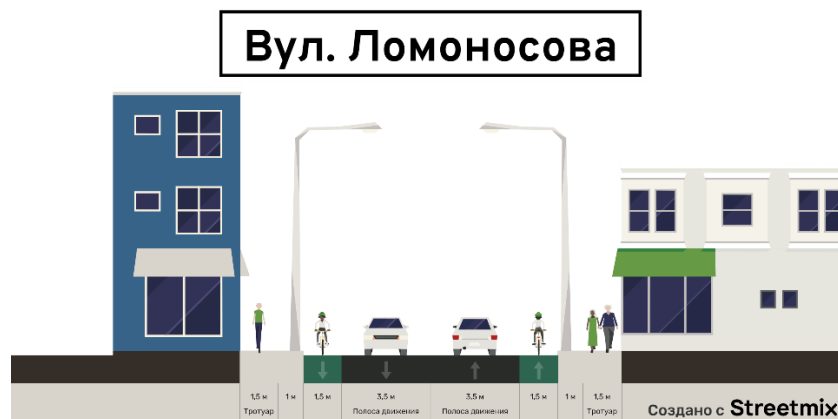 Вул. Ломоносова
1,5 м 1 м 1,5 м 3,5 м 3,5 м 1,5 м 1 м 1,5 м
Тротуар Полоса движения Полоса движения Тротуар
Создано с Streetmix